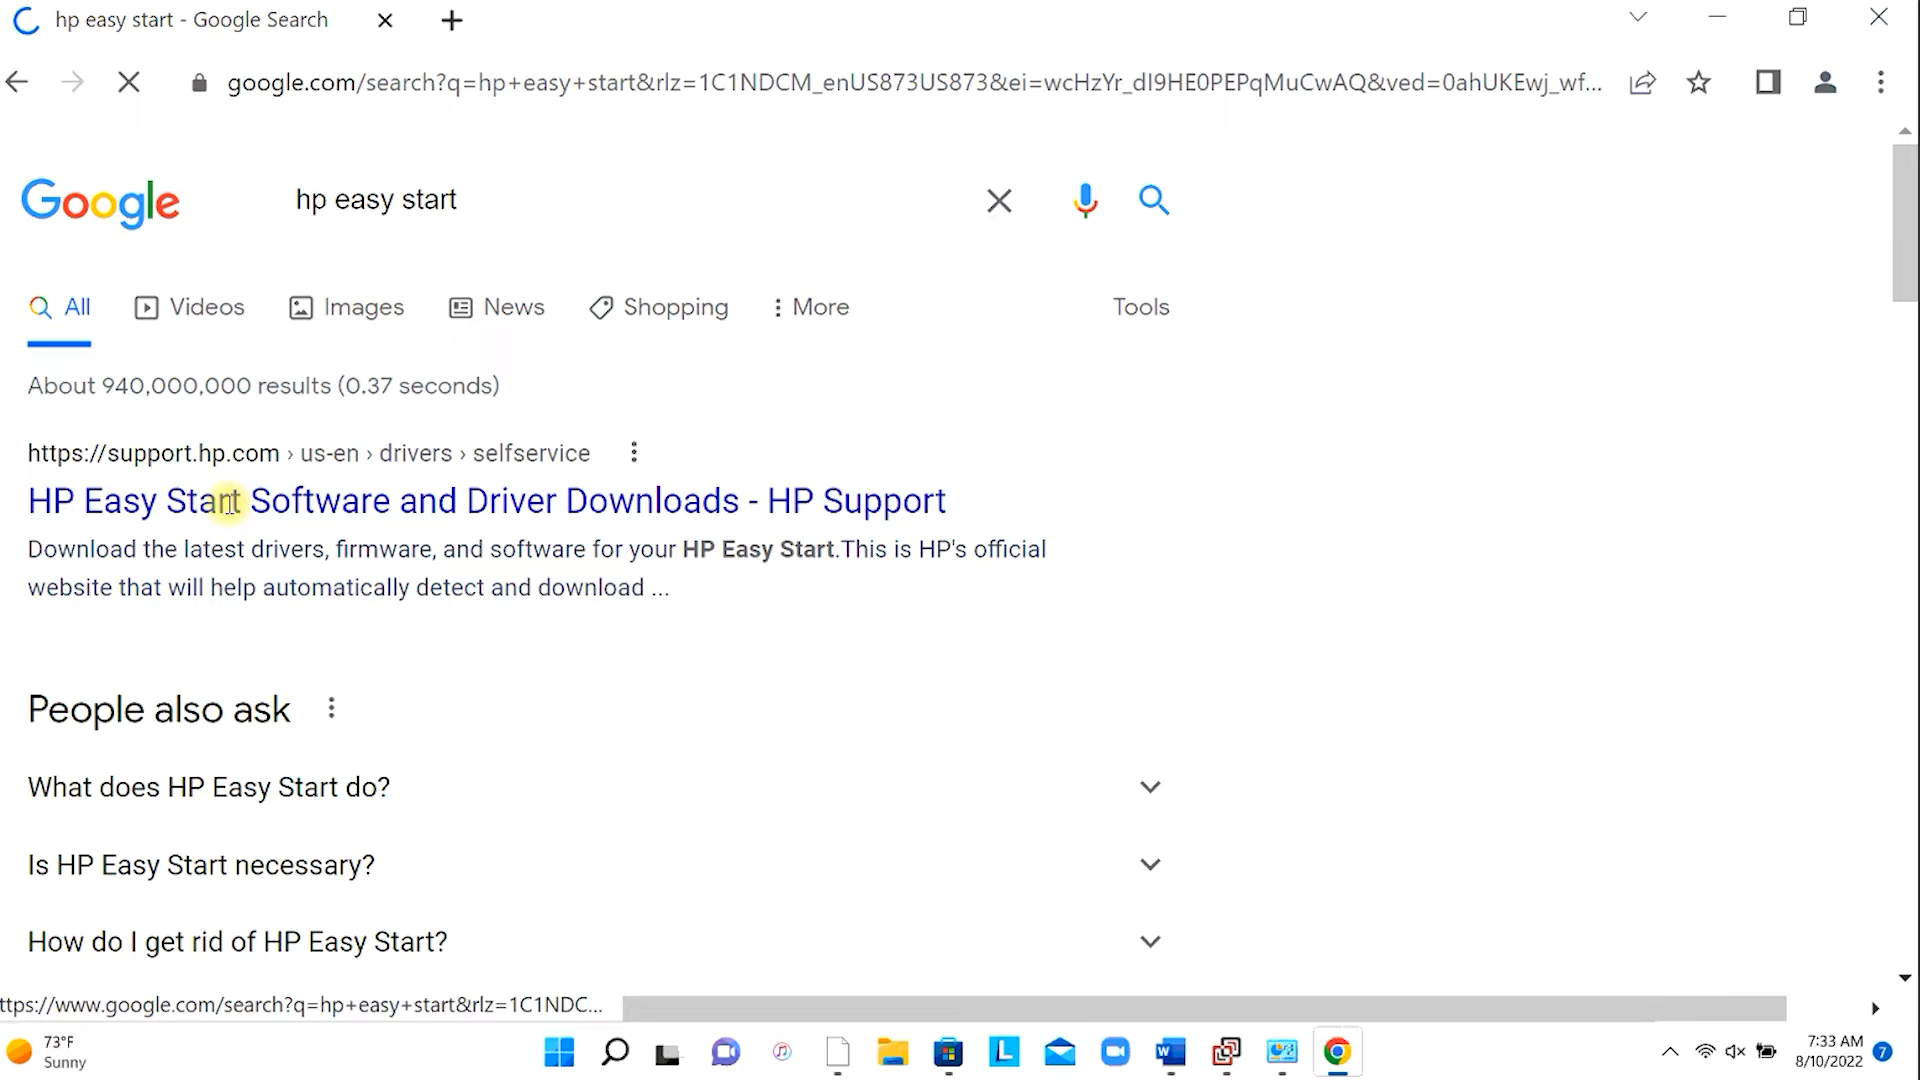 hp easy start - Google Search
google.com/search?q=hp+easy+start&rlz=1C1NDCM_enUS873US873&ei=wcHzYr_dI9HE0PEPqMuCwAQ&ved=0ahUKEwj_wf...
Google
hp easy start
All Videos Images News Shopping More Tools
About 940,000,000 results (0.37 seconds)
https://support.hp.com › us-en › drivers › selfservice
HP Easy Start Software and Driver Downloads - HP Support
Download the latest drivers, firmware, and software for your HP Easy Start.This is HP's official
website that will help automatically detect and download ...
People also ask
What does HP Easy Start do?
Is HP Easy Start necessary?
How do I get rid of HP Easy Start?
ttps://www.google.com/search?q=hp+easy+start&rlz=1C1NDC...
73°F
Sunny
L
W
7:33 AM
8/10/2022
7